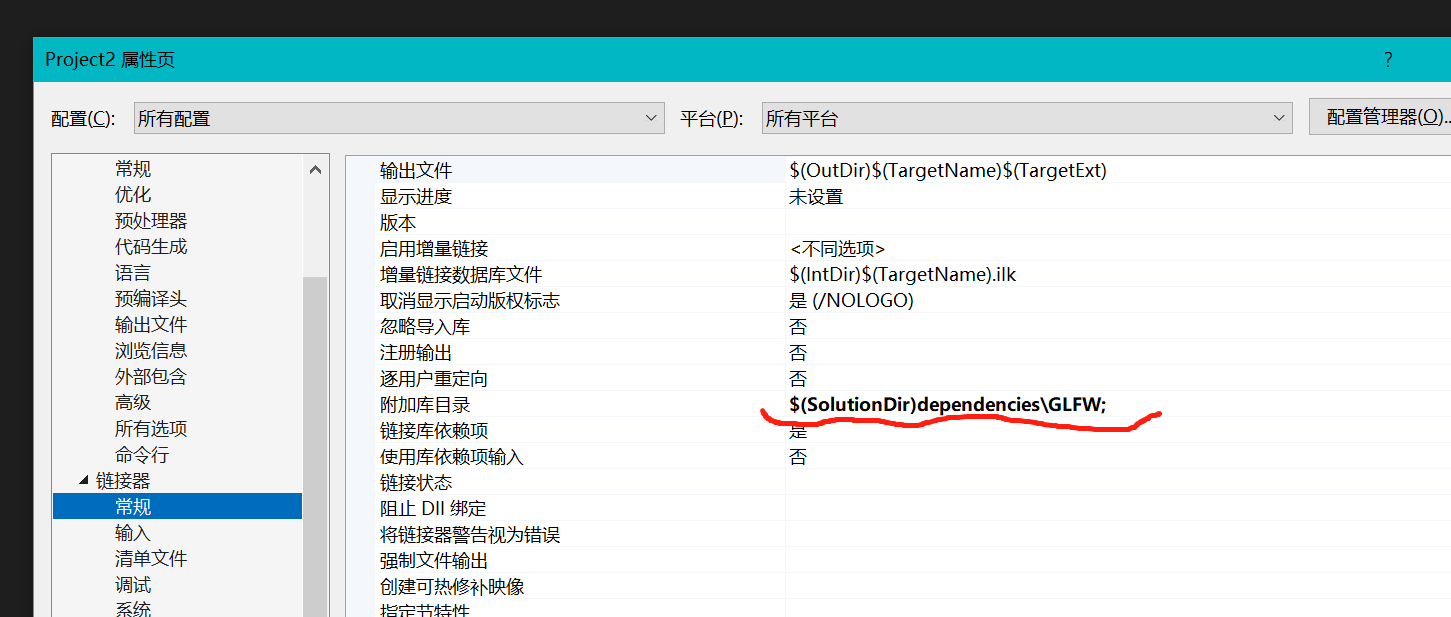 Project2 属性页 ?
配置(C): 所有配置 平台(P): 所有平台 配置管理器(O)...
常规
优化
预处理器
代码生成
语言
预编译头
输出文件
浏览信息
外部包含
高级
所有选项
命令行
链接器
常规
输入
清单文件
调试
系统
输出文件 $(OutDir)$(TargetName)$(TargetExt)
显示进度 未设置
版本
启用增量链接 <不同选项>
增量链接数据库文件 $(IntDir)$(TargetName).ilk
取消显示启动版权标志 是 (/NOLOGO)
忽略导入库 否
注册输出 否
逐用户重定向 否
附加库目录 $(SolutionDir)dependencies\GLFW;
链接库依赖项 是
使用库依赖项输入 否
链接状态
阻止 Dll 绑定
将链接器警告视为错误
强制文件输出
创建可热修补映像
指定节特性